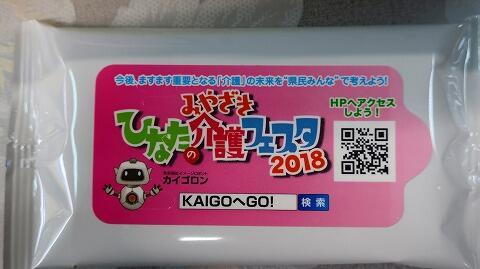 今後、ますます重要となる「介護」の未来を"県民みんな"で考えよう!
みやざき
ひなたの介護フェスタ
2018
HPへアクセス
しよう!
カイゴロン
KAIGOへGO! 検索